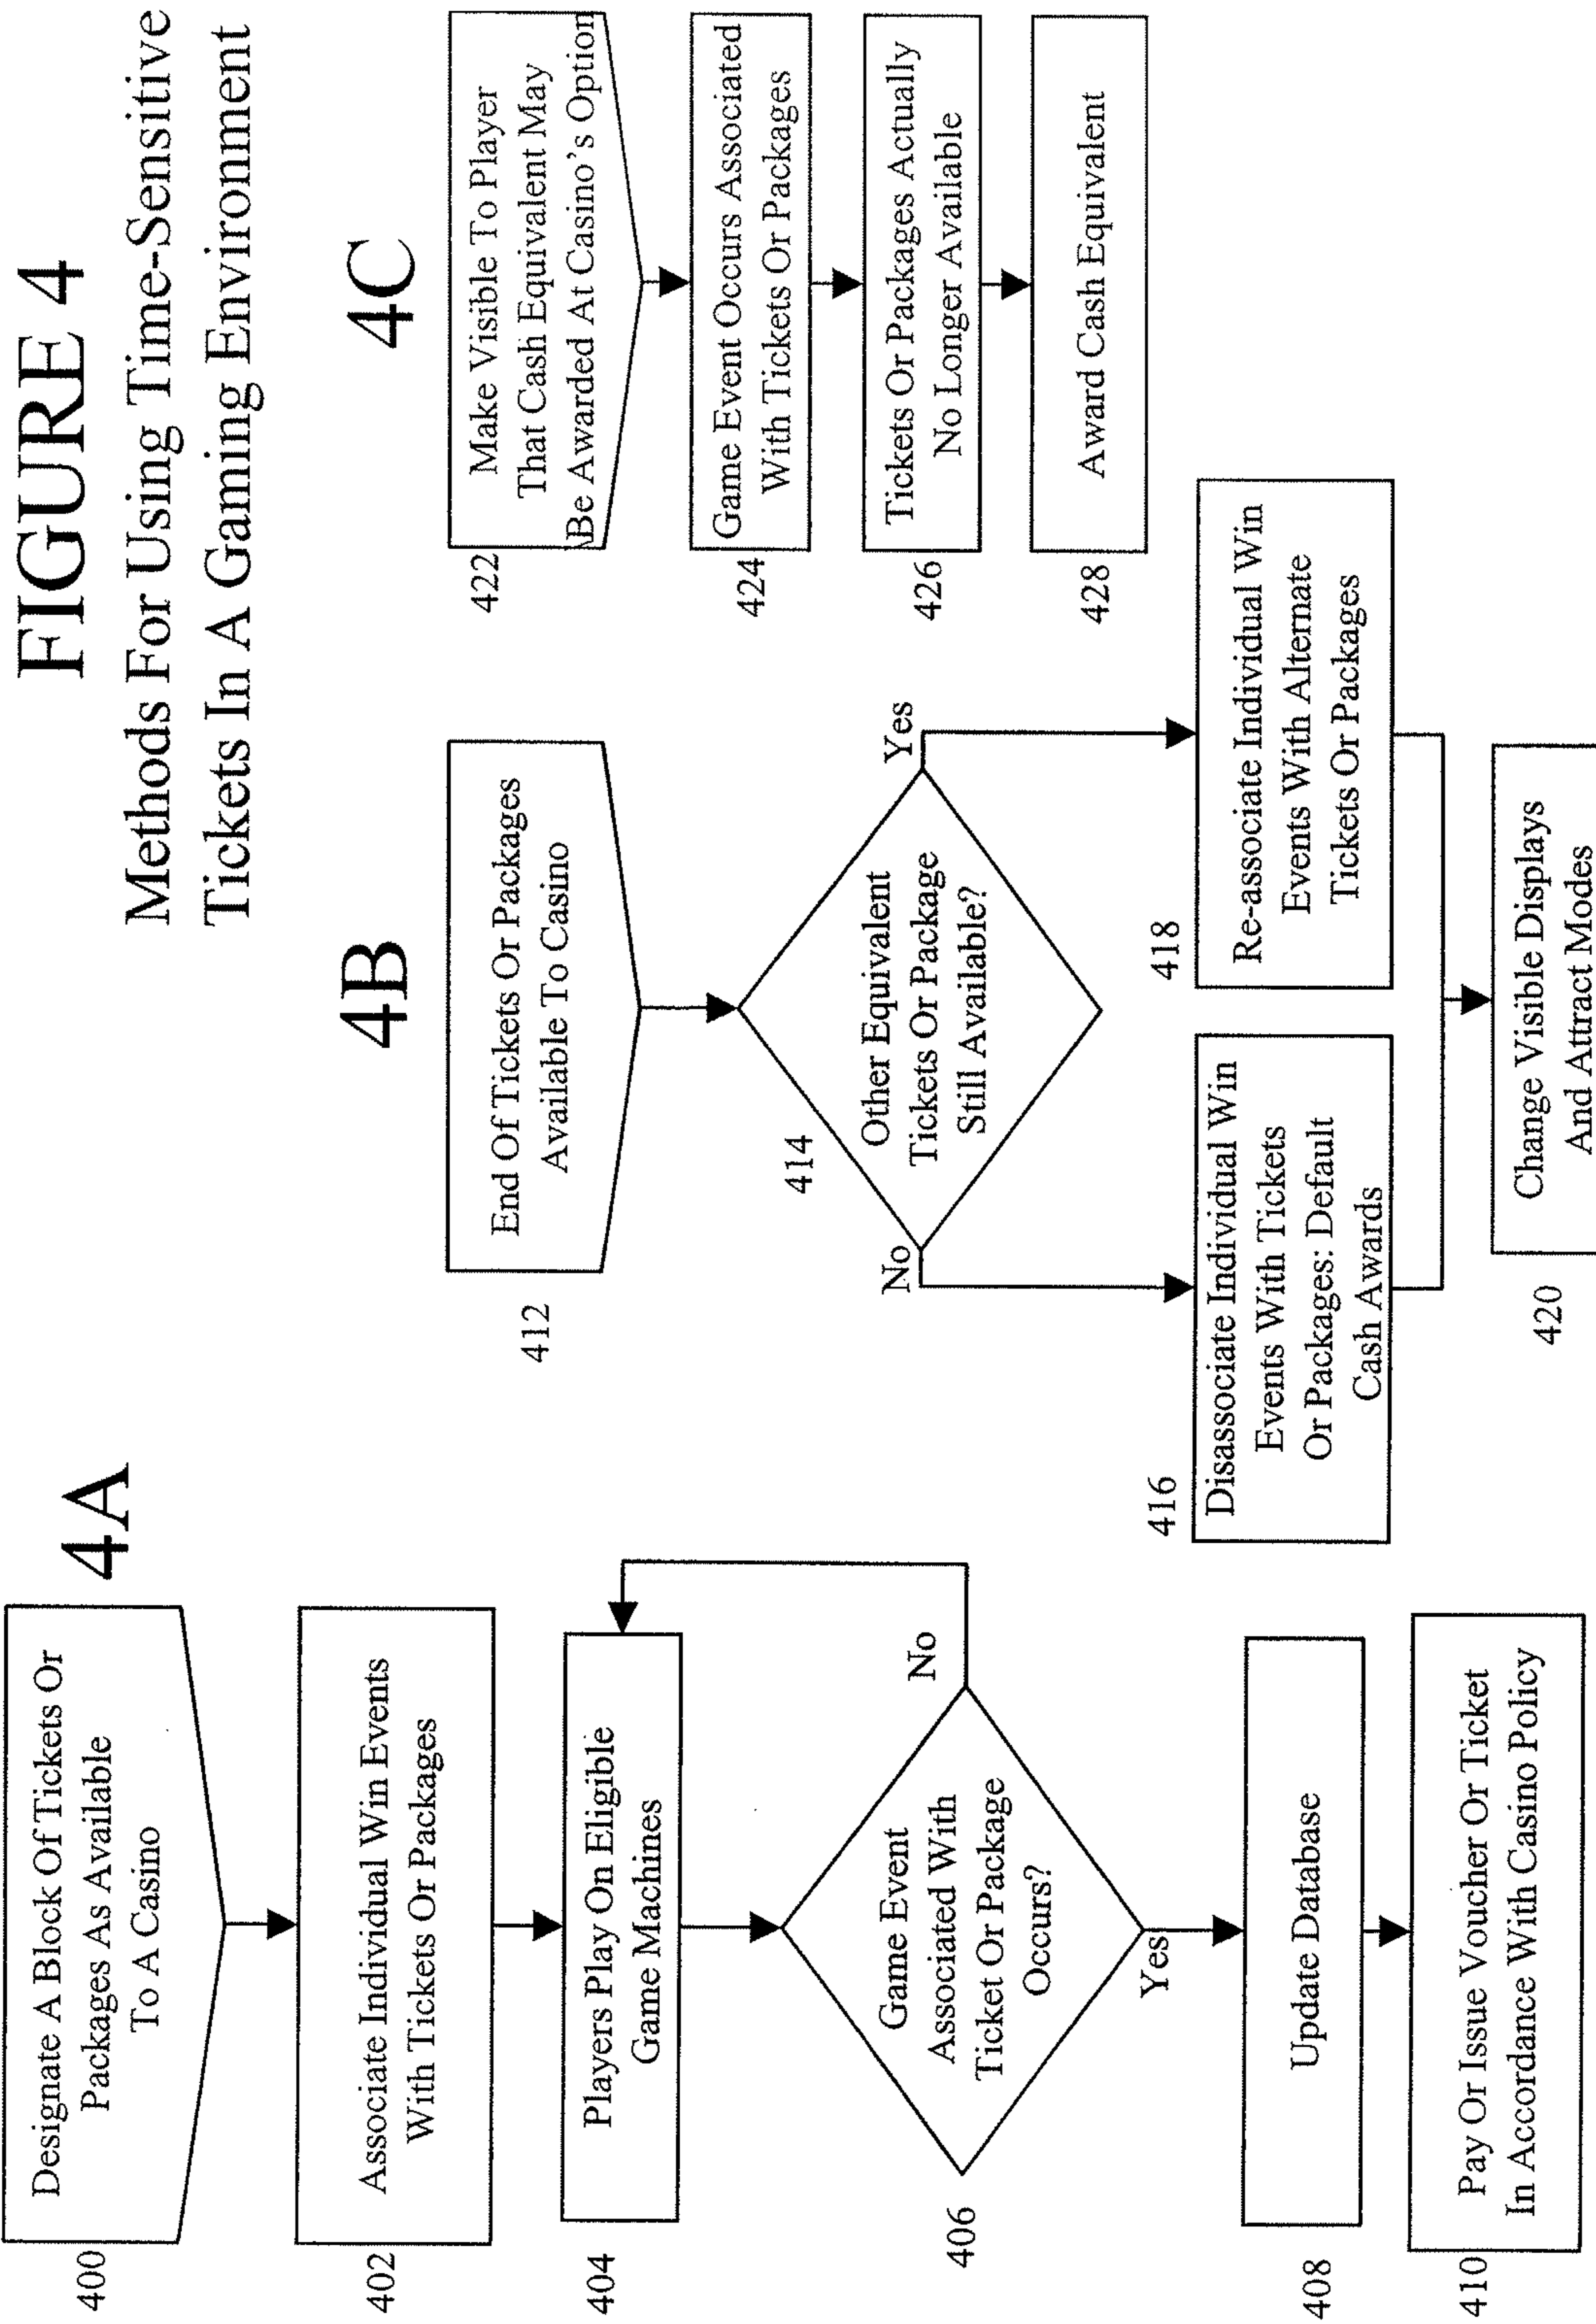 FIGURE 4
Methods For Using Time-Sensitive
Tickets In A Gaming Environment
4A
400
Designate A Block Of Tickets Or
Packages As Available
To A Casino
402
Associate Individual Win Events
With Tickets Or Packages
404
Players Play On Eligible
Game Machines
406
Game Event
Associated With
Ticket Or Package
Occurs?
No
Yes
408
Update Database
410
Pay Or Issue Voucher Or Ticket
In Accordance With Casino Policy
4B
412
End Of Tickets Or Packages
Available To Casino
414
Other Equivalent
Tickets Or Package
Still Available?
No
Yes
416
Disassociate Individual Win
Events With Tickets
Or Packages: Default
Cash Awards
418
Re-associate Individual Win
Events With Alternate
Tickets Or Packages
420
Change Visible Displays
And Attract Modes
4C
422
Make Visible To Player
That Cash Equivalent May
Be Awarded At Casino's Option
424
Game Event Occurs Associated
With Tickets Or Packages
426
Tickets Or Packages Actually
No Longer Available
428
Award Cash Equivalent